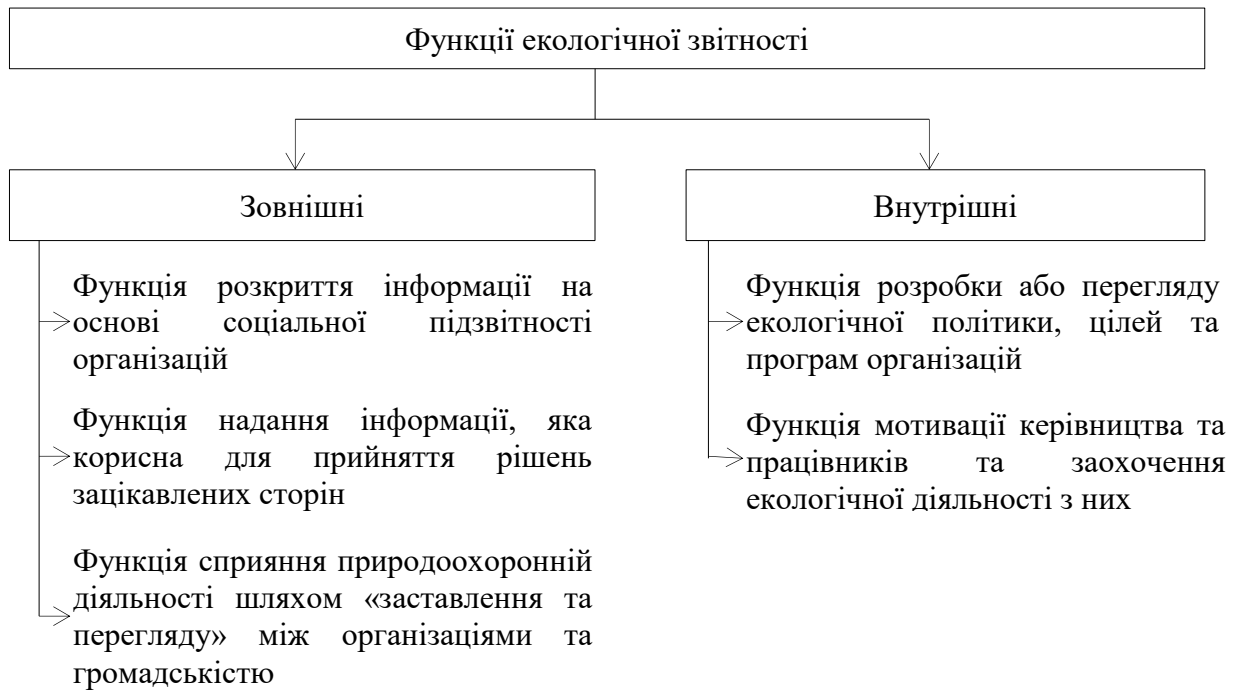 Функції екологічної звітності
Зовнішні
Функція розкриття інформації на
основі соціальної підзвітності
організацій
Функція надання інформації, яка
корисна для прийняття рішень
зацікавлених сторін
Функція сприяння природоохоронній
діяльності шляхом «заставлення та
перегляду» між організаціями та
громадськістю
Внутрішні
Функція розробки або перегляду
екологічної політики, цілей та
програм організацій
Функція мотивації керівництва та
працівників та заохочення
екологічної діяльності з них